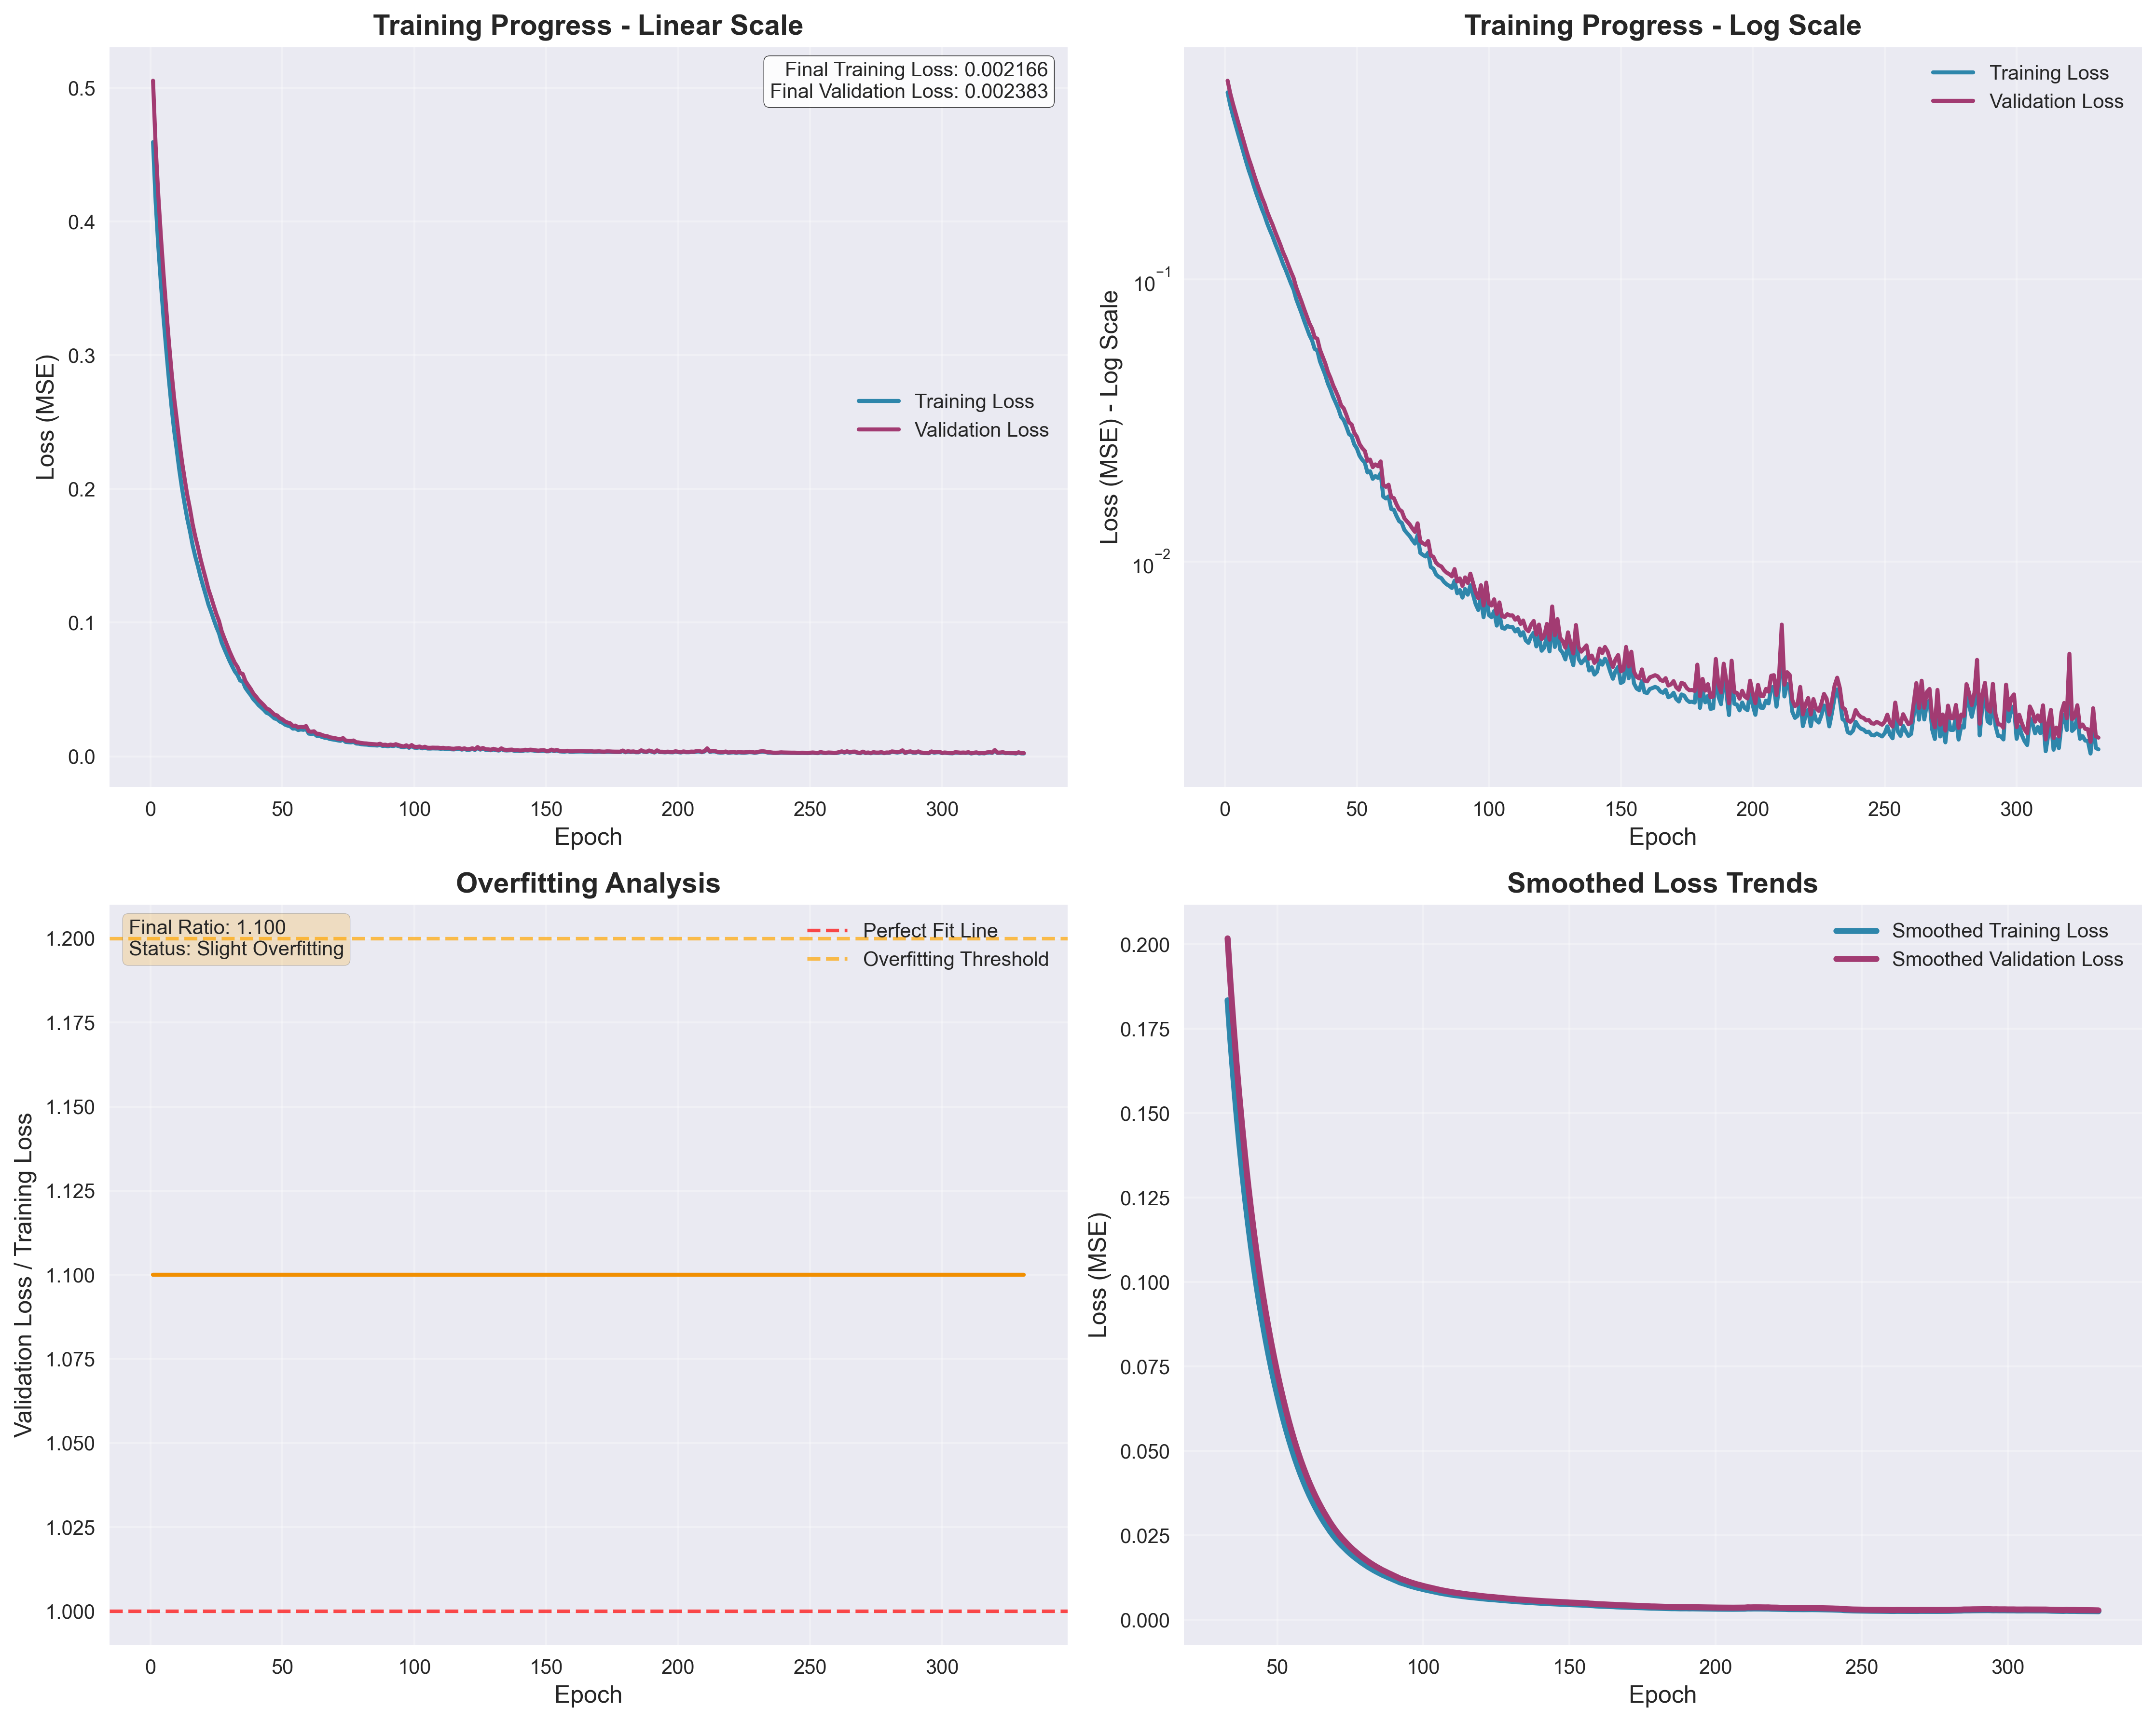 Training Progress - Linear Scale
Final Training Loss: 0.002166
Final Validation Loss: 0.002383
Training Loss
Validation Loss
Loss (MSE)
0.5
0.4
0.3
0.2
0.1
0.0
0 50 100 150 200 250 300
Epoch
Training Progress - Log Scale
Training Loss
Validation Loss
Loss (MSE) - Log Scale
10⁻¹
10⁻²
0 50 100 150 200 250 300
Epoch
Overfitting Analysis
Final Ratio: 1.100
Status: Slight Overfitting
Perfect Fit Line
Overfitting Threshold
Validation Loss / Training Loss
1.200
1.175
1.150
1.125
1.100
1.075
1.050
1.025
1.000
0 50 100 150 200 250 300
Epoch
Smoothed Loss Trends
Smoothed Training Loss
Smoothed Validation Loss
Loss (MSE)
0.200
0.175
0.150
0.125
0.100
0.075
0.050
0.025
0.000
50 100 150 200 250 300
Epoch